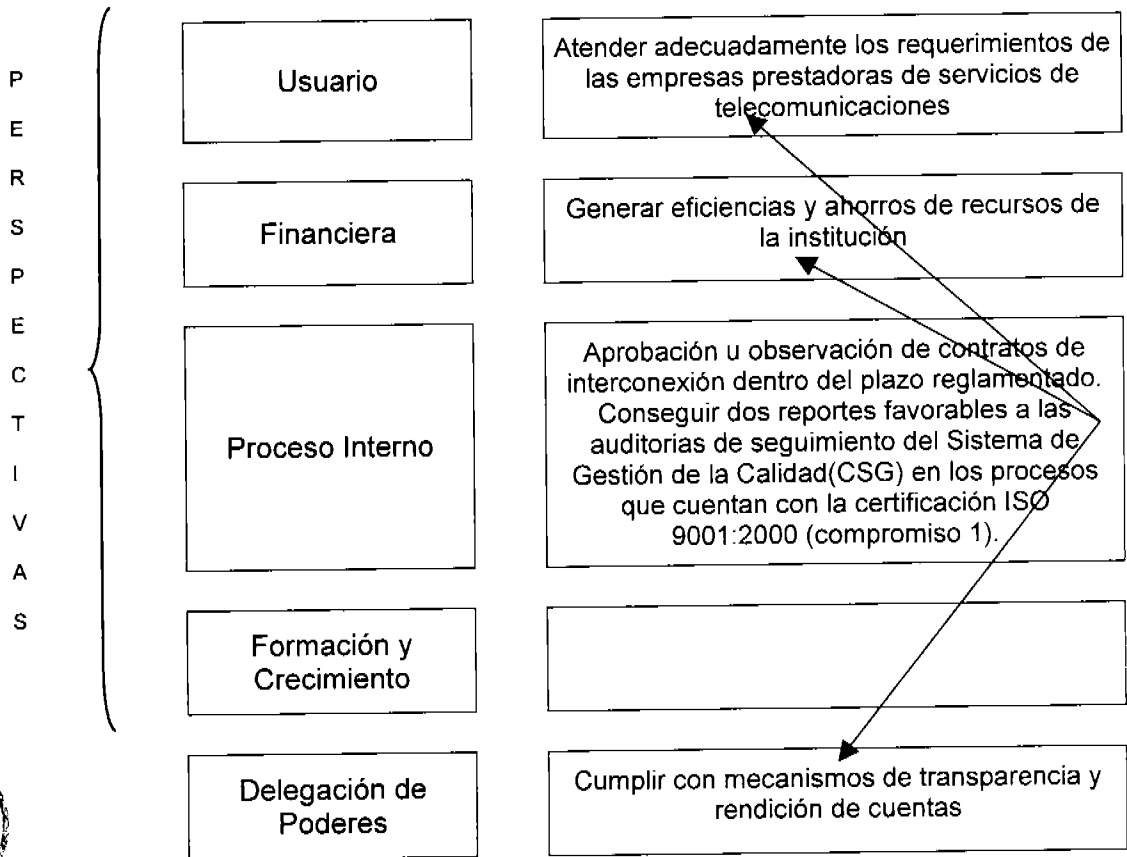 PERSPECTIVAS
Usuario
Atender adecuadamente los requerimientos de
las empresas prestadoras de servicios de
telecomunicaciones
Financiera
Generar eficiencias y ahorros de recursos de
la institución
Proceso Interno
Aprobación u observación de contratos de
interconexión dentro del plazo reglamentado.
Conseguir dos reportes favorables a las
auditorias de seguimiento del Sistema de
Gestión de la Calidad(CSG) en los procesos
que cuentan con la certificación ISO
9001:2000 (compromiso 1).
Formación y
Crecimiento
Delegación de
Poderes
Cumplir con mecanismos de transparencia y
rendición de cuentas